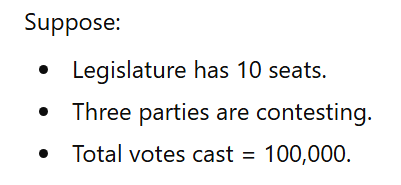 Suppose:
• Legislature has 10 seats.
• Three parties are contesting.
• Total votes cast = 100,000.